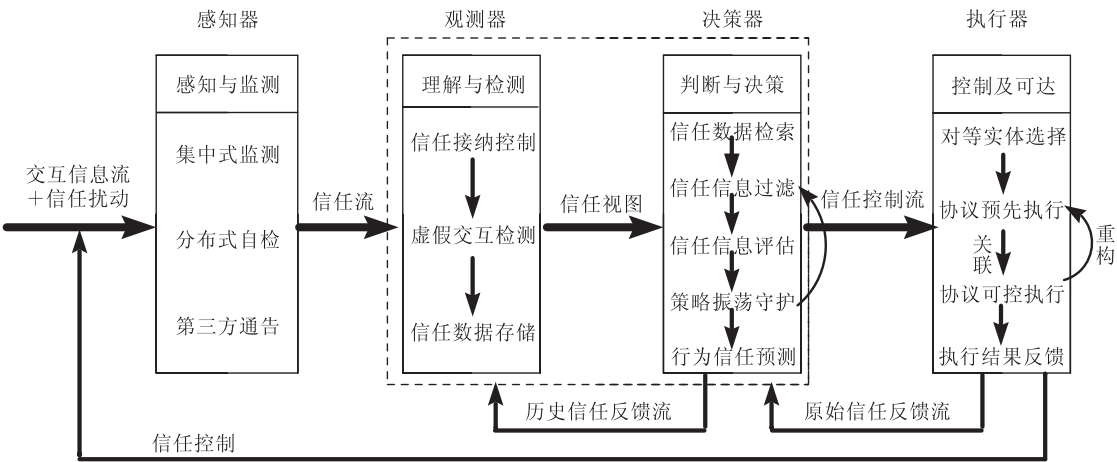 感知器
观测器
决策器
执行器
感知与监测
理解与检测
判断与决策
控制及可达
交互信息流
＋信任扰动
集中式监测
分布式自检
第三方通告
信任流
信任接纳控制
虚假交互检测
信任数据存储
信任视图
信任数据检索
信任信息过滤
信任信息评估
策略振荡守护
行为信任预测
信任控制流
对等实体选择
协议预先执行
关联
重构
协议可控执行
执行结果反馈
历史信任反馈流
原始信任反馈流
信任控制